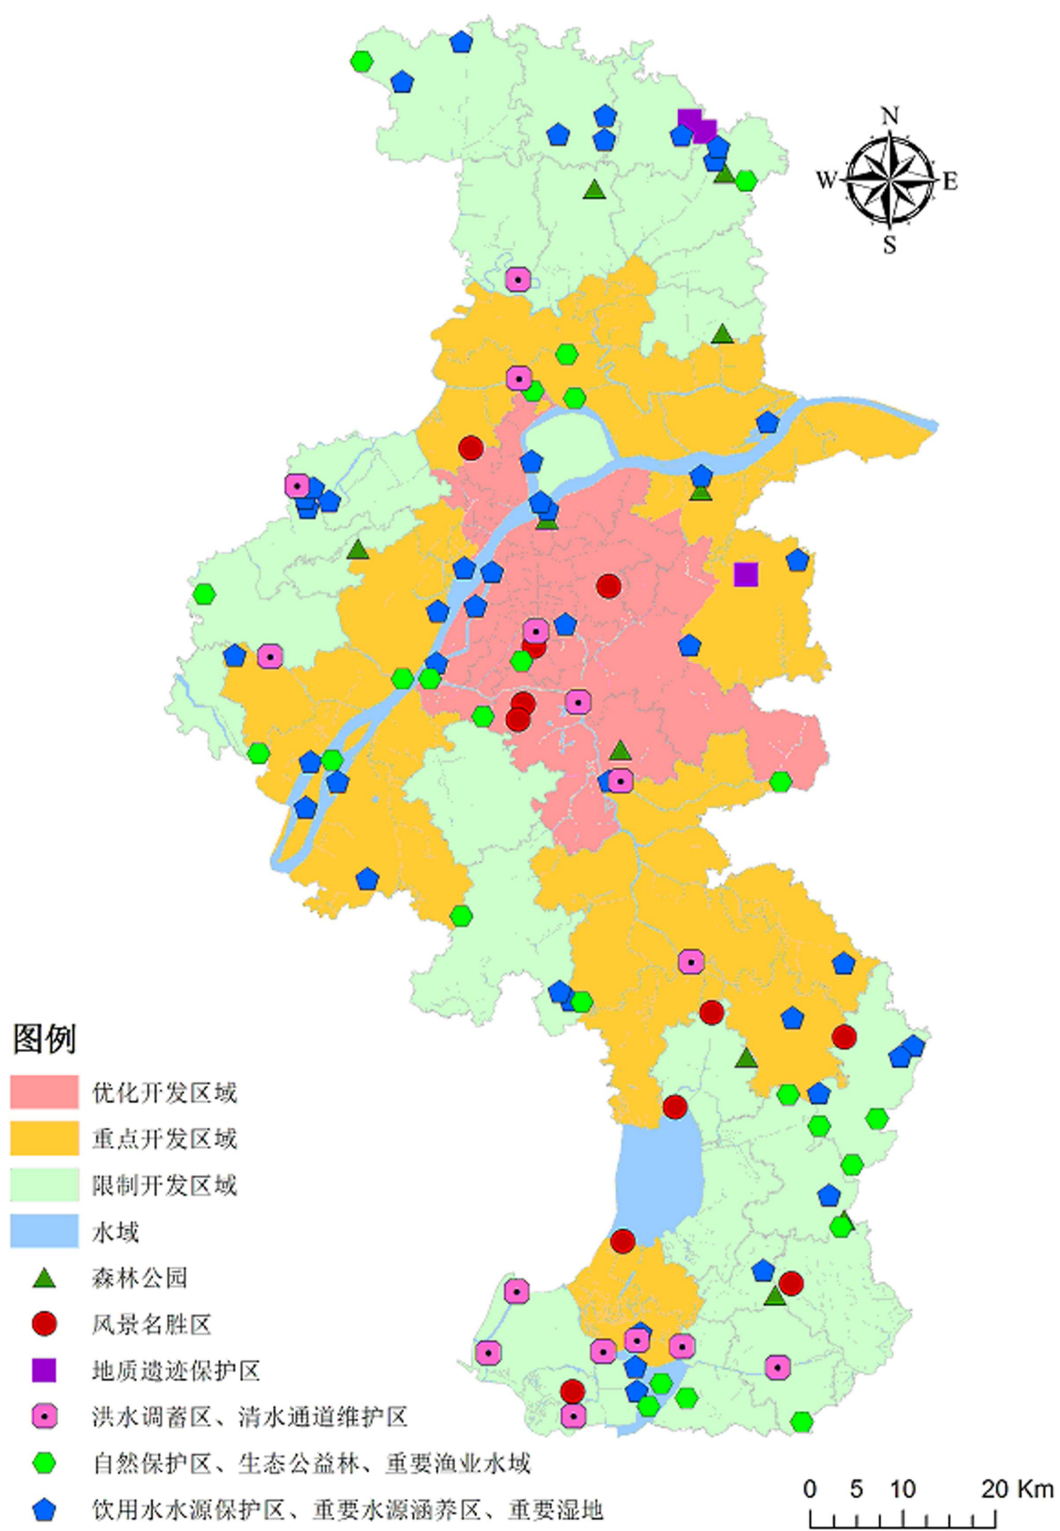 N
W E
S
图例
优化开发区域
重点开发区域
限制开发区域
水域
森林公园
风景名胜区
地质遗迹保护区
洪水调蓄区、清水通道维护区
自然保护区、生态公益林、重要渔业水域
饮用水水源保护区、重要水源涵养区、重要湿地
0 5 10 20 Km